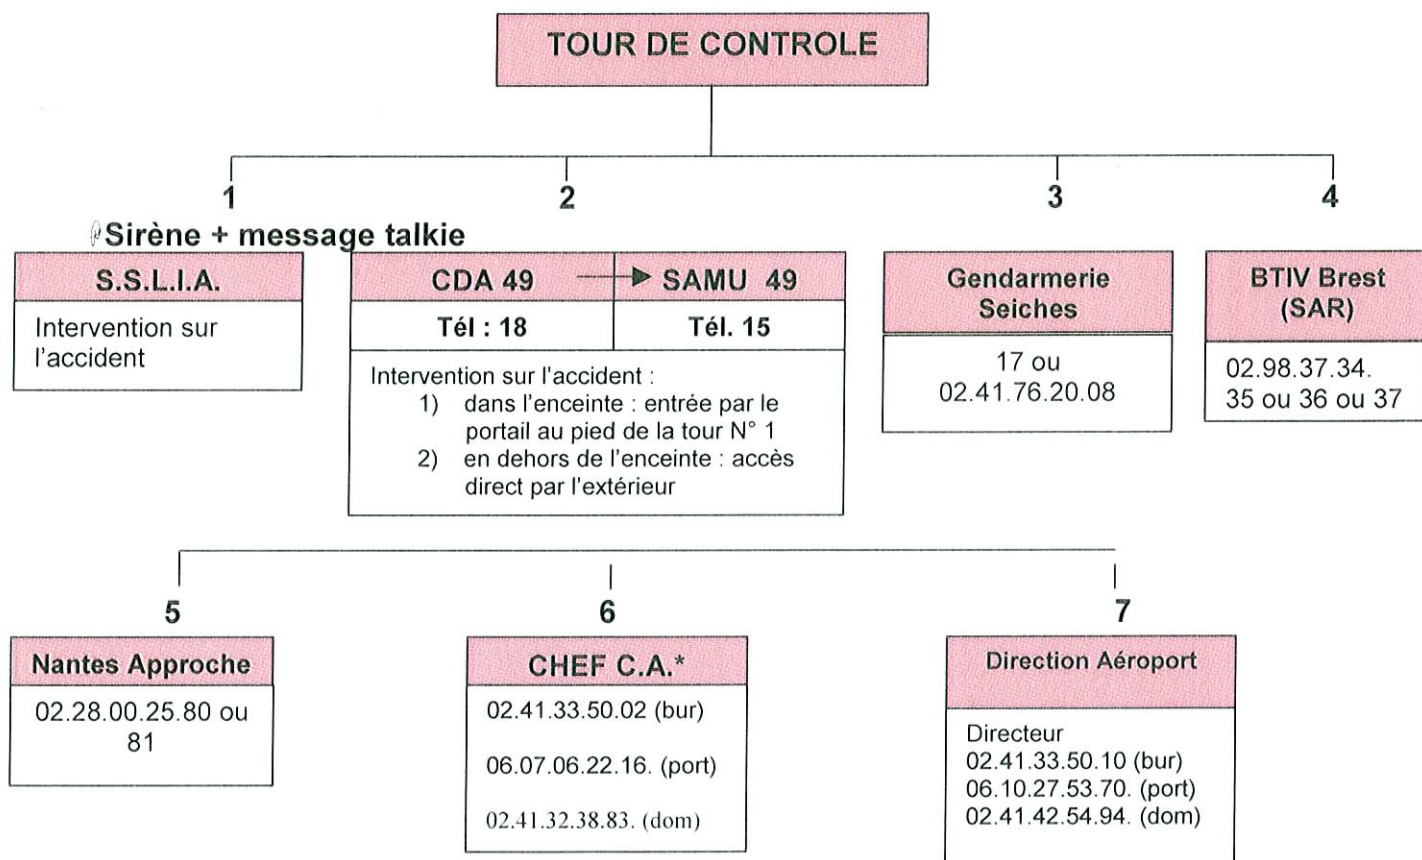 TOUR DE CONTROLE
1
2
3
4
Sirène + message talkie
S.S.L.I.A.
Intervention sur
l'accident
CDA 49
SAMU 49
Tél : 18
Tél. 15
Intervention sur l'accident :
1) dans l'enceinte : entrée par le
portail au pied de la tour N° 1
2) en dehors de l'enceinte : accès
direct par l'extérieur
Gendarmerie
Seiches
17 ou
02.41.76.20.08
BTIV Brest
(SAR)
02.98.37.34.
35 ou 36 ou 37
5
6
7
Nantes Approche
02.28.00.25.80 ou
81
CHEF C.A.*
02.41.33.50.02 (bur)
06.07.06.22.16. (port)
02.41.32.38.83. (dom)
Direction Aéroport
Directeur
02.41.33.50.10 (bur)
06.10.27.53.70. (port)
02.41.42.54.94. (dom)